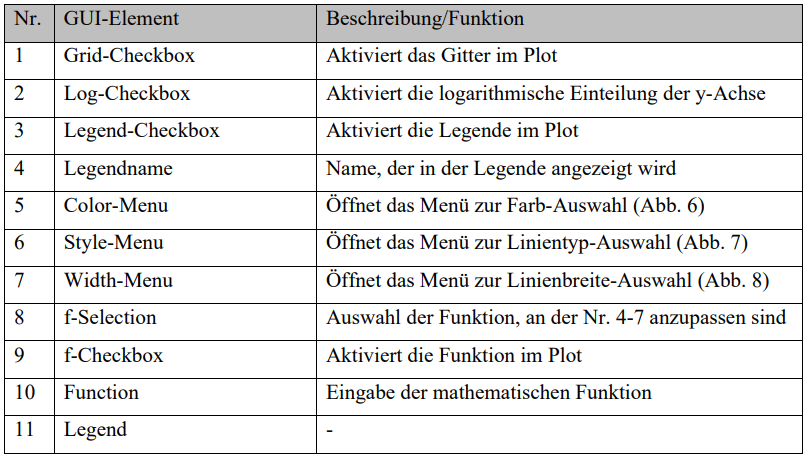 Nr. GUI-Element Beschreibung/Funktion
1 Grid-Checkbox Aktiviert das Gitter im Plot
2 Log-Checkbox Aktiviert die logarithmische Einteilung der y-Achse
3 Legend-Checkbox Aktiviert die Legende im Plot
4 Legendname Name, der in der Legende angezeigt wird
5 Color-Menu Öffnet das Menü zur Farb-Auswahl (Abb. 6)
6 Style-Menu Öffnet das Menü zur Linientyp-Auswahl (Abb. 7)
7 Width-Menu Öffnet das Menü zur Linienbreite-Auswahl (Abb. 8)
8 f-Selection Auswahl der Funktion, an der Nr. 4-7 anzupassen sind
9 f-Checkbox Aktiviert die Funktion im Plot
10 Function Eingabe der mathematischen Funktion
11 Legend -